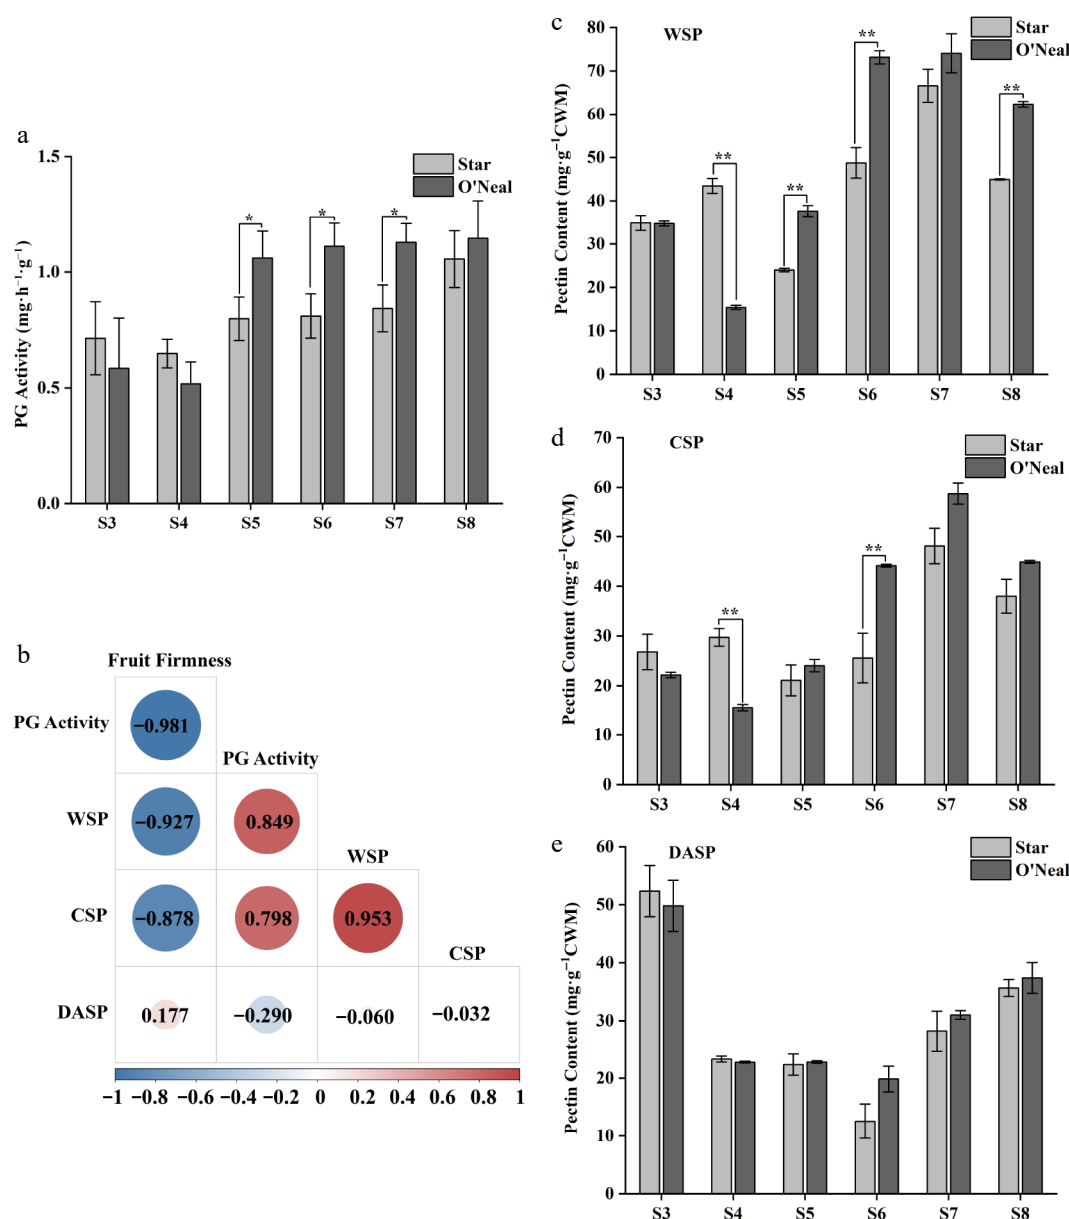 a
Star
O'Neal
PG Activity (mg·h⁻¹·g⁻¹)
1.5
1.0
0.5
0.0
*
*
*
S3 S4 S5 S6 S7 S8
b
Fruit Firmness
PG Activity −0.981
PG Activity
WSP −0.927 0.849
WSP
CSP −0.878 0.798 0.953
CSP
DASP 0.177 −0.290 −0.060 −0.032
−1 −0.8 −0.6 −0.4 −0.2 0 0.2 0.4 0.6 0.8 1
c
WSP
Star
O'Neal
Pectin Content (mg·g⁻¹CWM)
80
70
60
50
40
30
20
10
0
**
**
**
**
S3 S4 S5 S6 S7 S8
d
CSP
Star
O'Neal
Pectin Content (mg·g⁻¹CWM)
70
60
50
40
30
20
10
0
**
**
S3 S4 S5 S6 S7 S8
e
DASP
Star
O'Neal
Pectin Content (mg·g⁻¹CWM)
60
50
40
30
20
10
0
S3 S4 S5 S6 S7 S8